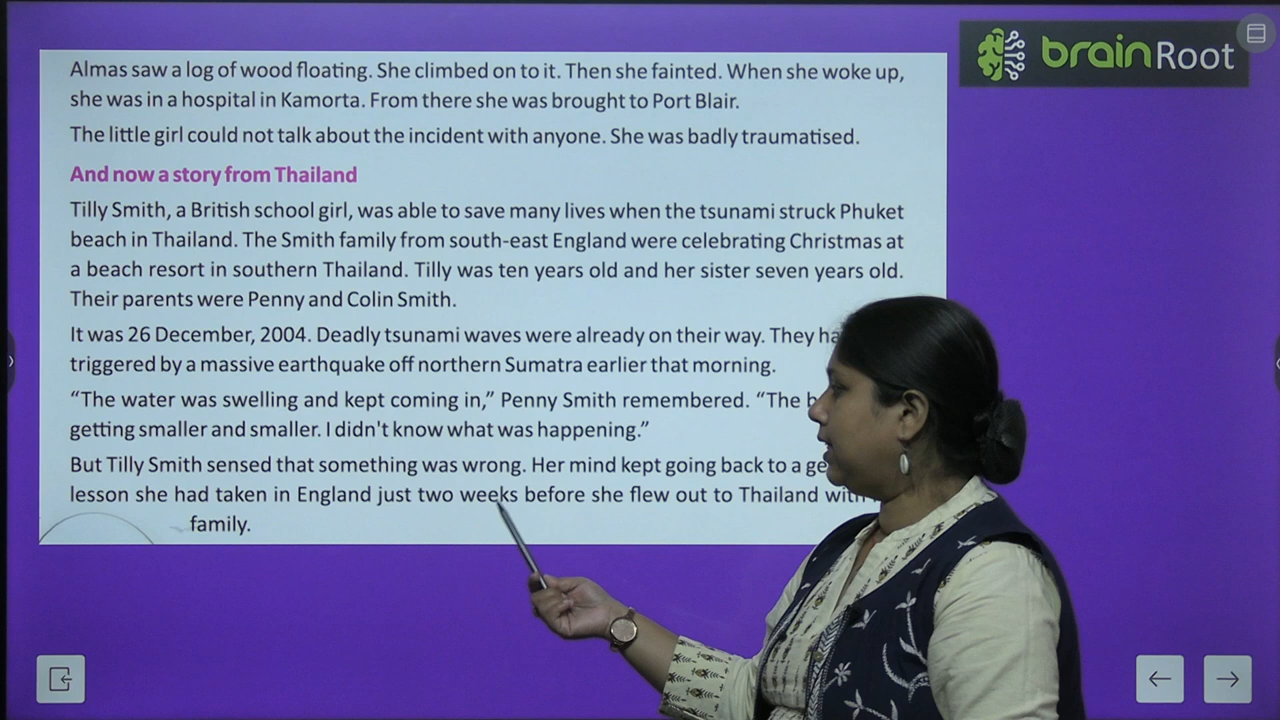 brainRoot
Almas saw a log of wood floating. She climbed on to it. Then she fainted. When she woke up,
she was in a hospital in Kamorta. From there she was brought to Port Blair.
The little girl could not talk about the incident with anyone. She was badly traumatised.
And now a story from Thailand
Tilly Smith, a British school girl, was able to save many lives when the tsunami struck Phuket
beach in Thailand. The Smith family from south-east England were celebrating Christmas at
a beach resort in southern Thailand. Tilly was ten years old and her sister seven years old.
Their parents were Penny and Colin Smith.
It was 26 December, 2004. Deadly tsunami waves were already on their way. They
triggered by a massive earthquake off northern Sumatra earlier that morning.
“The water was swelling and kept coming in,” Penny Smith remembered. “The
getting smaller and smaller. I didn't know what was happening.”
But Tilly Smith sensed that something was wrong. Her mind kept going back to a
lesson she had taken in England just two weeks before she flew out to Thailand with
family.